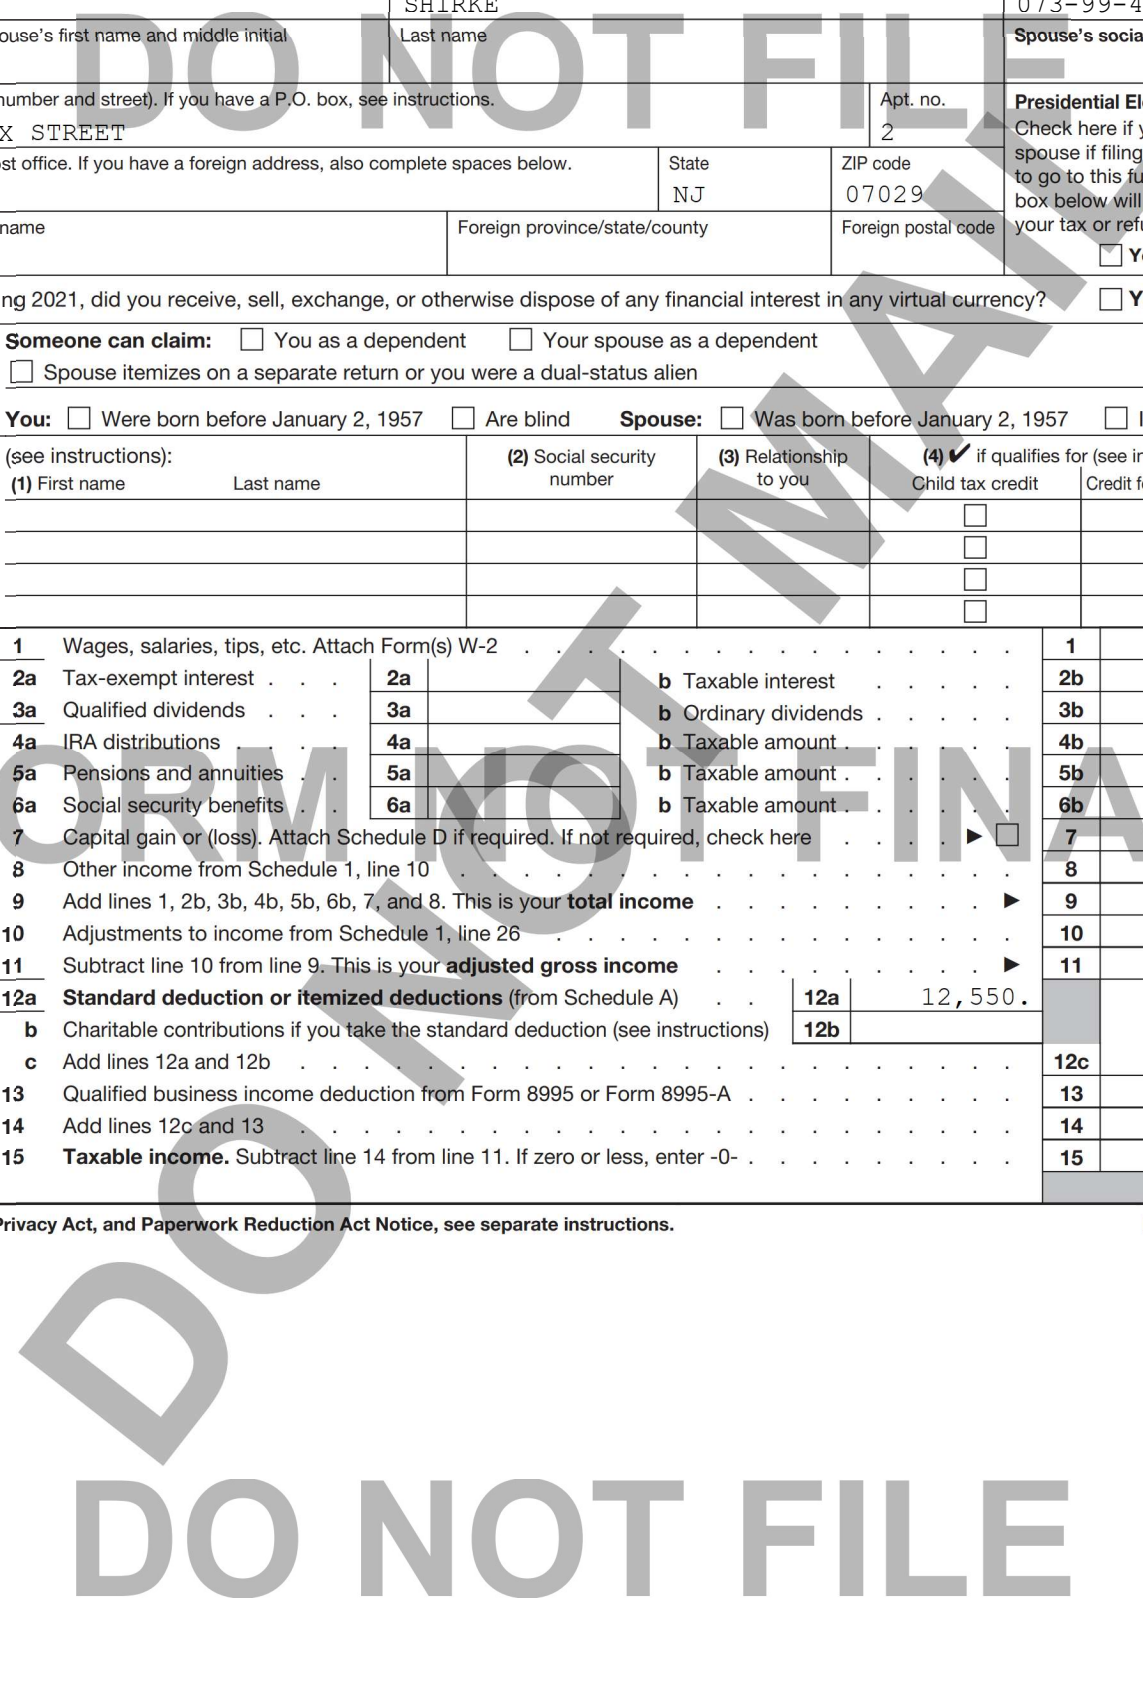 SHIRKE
ouse's first name and middle initial Last name Spouse's socia
number and street). If you have a P.O. box, see instructions. Apt. no. Presidential El
X STREET 2 Check here if y
st office. If you have a foreign address, also complete spaces below. State ZIP code spouse if filing
NJ 07029 to go to this fu
box below will
name Foreign province/state/county Foreign postal code your tax or refu
Y
ng 2021, did you receive, sell, exchange, or otherwise dispose of any financial interest in any virtual currency? Y
Someone can claim: You as a dependent Your spouse as a dependent
Spouse itemizes on a separate return or you were a dual-status alien
You: Were born before January 2, 1957 Are blind Spouse: Was born before January 2, 1957 I
(see instructions): (2) Social security (3) Relationship (4) ✔ if qualifies for (see in
(1) First name Last name number to you Child tax credit Credit f
1 Wages, salaries, tips, etc. Attach Form(s) W-2 . . . . . . . . . . . . . . . . 1
2a Tax-exempt interest . . . 2a b Taxable interest . . . . . 2b
3a Qualified dividends . . . 3a b Ordinary dividends . . . . . 3b
4a IRA distributions . . . . 4a b Taxable amount . . . . . . 4b
5a Pensions and annuities . . 5a b Taxable amount . . . . . . 5b
6a Social security benefits . . 6a b Taxable amount . . . . . . 6b
7 Capital gain or (loss). Attach Schedule D if required. If not required, check here . . . . ▶ 7
8 Other income from Schedule 1, line 10 . . . . . . . . . . . . . . . . . . 8
9 Add lines 1, 2b, 3b, 4b, 5b, 6b, 7, and 8. This is your total income . . . . . . . . . ▶ 9
10 Adjustments to income from Schedule 1, line 26 . . . . . . . . . . . . . . . 10
11 Subtract line 10 from line 9. This is your adjusted gross income . . . . . . . . . ▶ 11
12a Standard deduction or itemized deductions (from Schedule A) . . 12a 12,550.
b Charitable contributions if you take the standard deduction (see instructions) 12b
c Add lines 12a and 12b . . . . . . . . . . . . . . . . . . . . . . . 12c
13 Qualified business income deduction from Form 8995 or Form 8995-A . . . . . . . . . 13
14 Add lines 12c and 13 . . . . . . . . . . . . . . . . . . . . . . . 14
15 Taxable income. Subtract line 14 from line 11. If zero or less, enter -0- . . . . . . . . . 15
Privacy Act, and Paperwork Reduction Act Notice, see separate instructions.
DO NOT FILE
DO NOT MAIL
ORM NOT FINA
DO NOT FILE